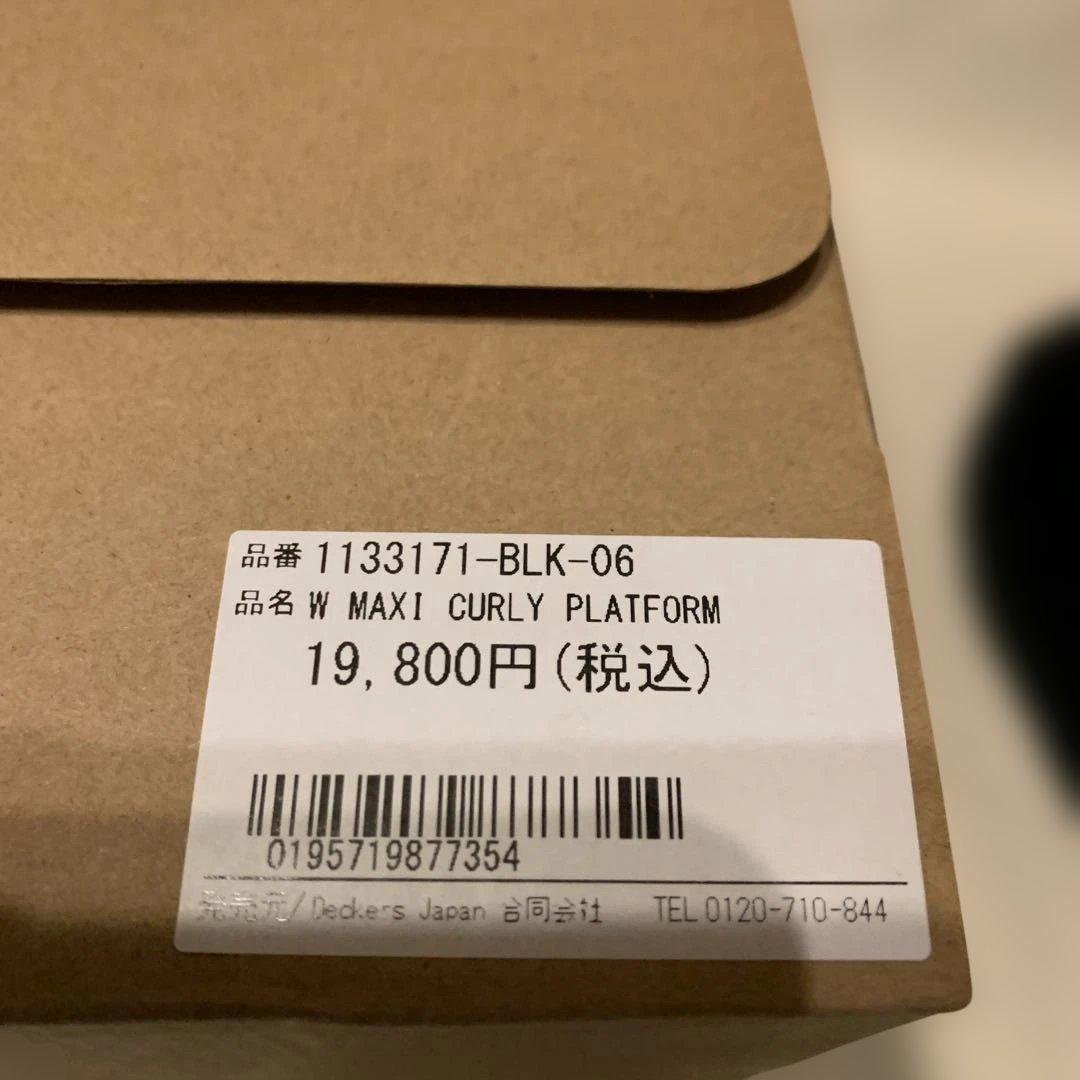 品番 1133171-BLK-06
品名 W MAXI CURLY PLATFORM
19,800円(税込)
0195719877354
発売元/Deckers Japan 合同会社 TEL 0120-710-844